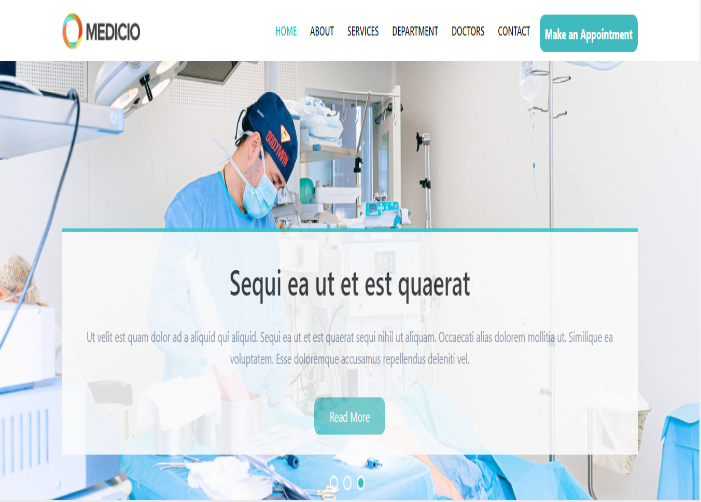 MEDICIO
HOME ABOUT SERVICES DEPARTMENT DOCTORS CONTACT Make an Appointment
BODYMAN
Sequi ea ut et est quaerat
Ut velit est quam dolor ad a aliquid qui aliquid. Sequi ea ut et est quaerat sequi nihil ut aliquam. Occaecati alias dolorem mollitia ut. Similique ea
voluptatem. Esse doloremque accusamus repellendus deleniti vel.
Read More